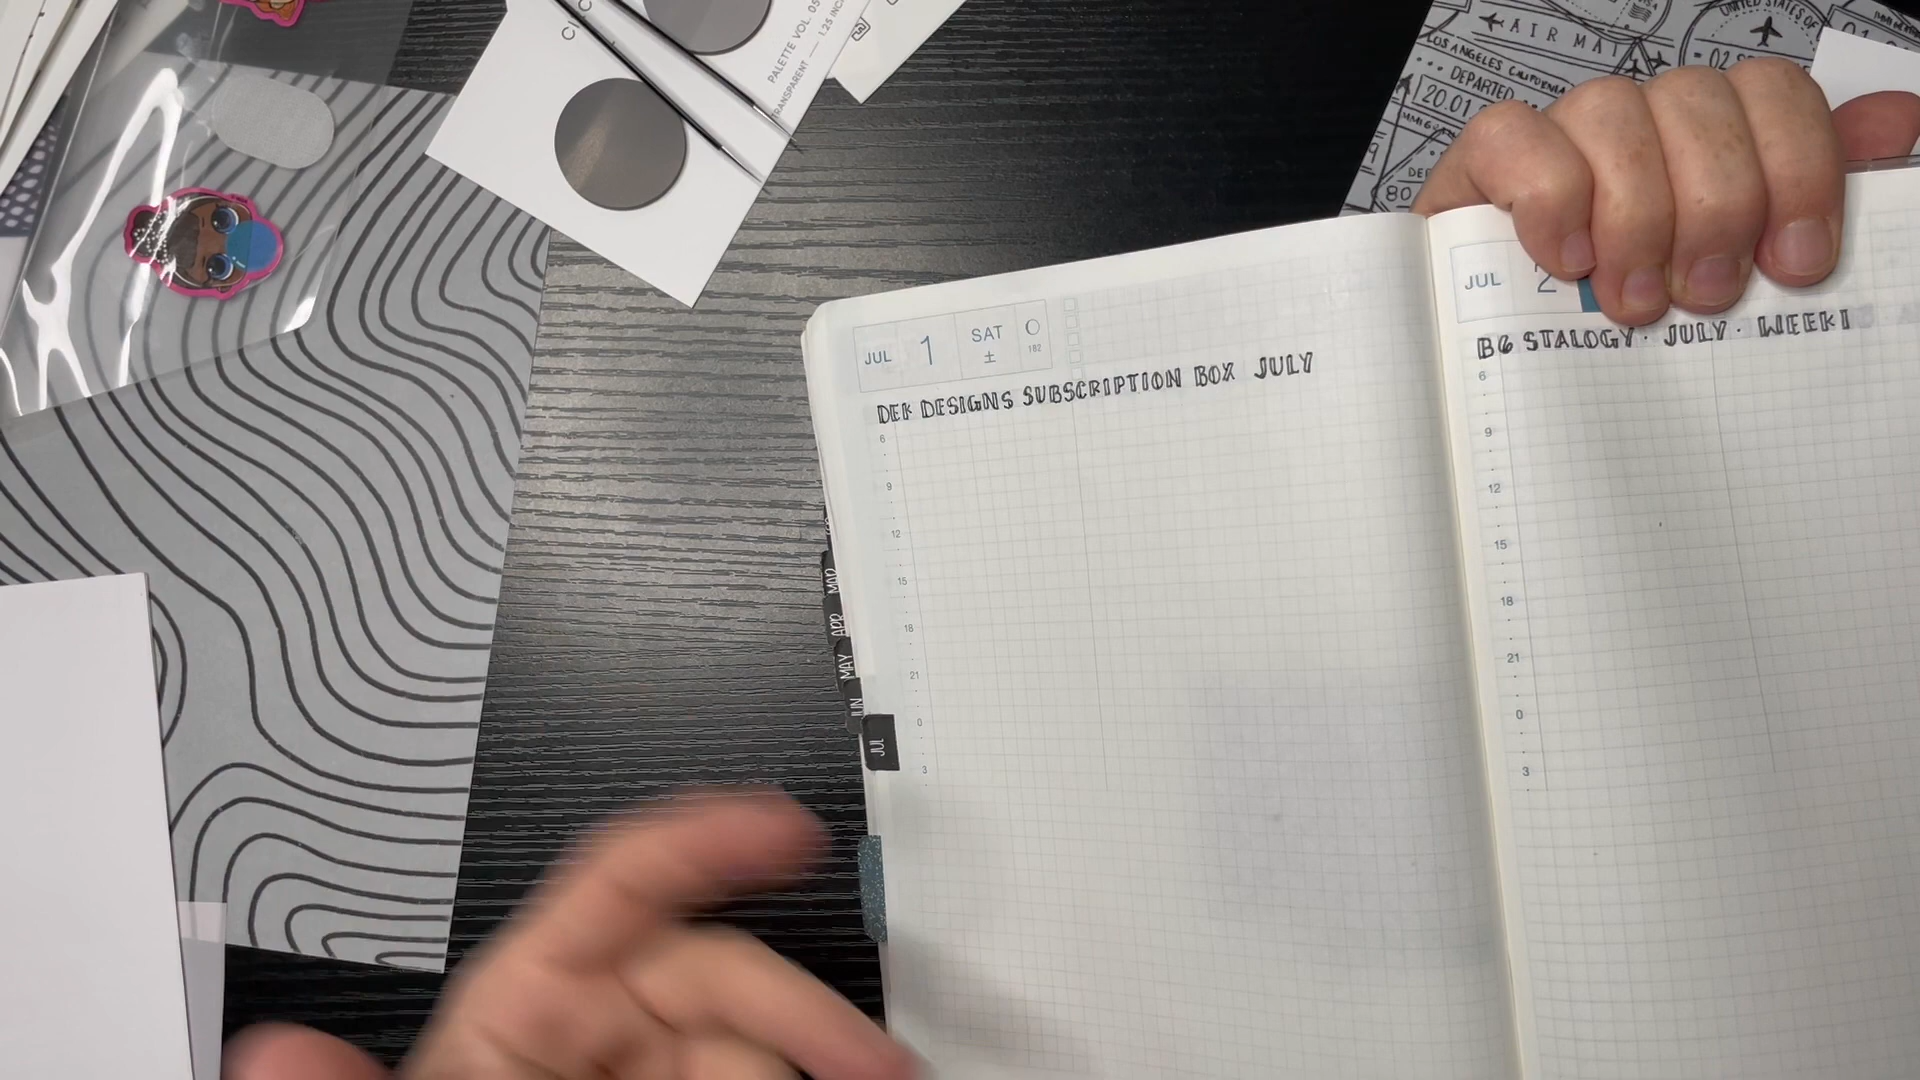 PALETTE VOL. 05
TRANSPARENT — 1.25 INCH
UNITED STATES OF
AIR MAIL
LOS ANGELES CALIFORNIA
DEPARTED
20.01
02
80
JUL 1 SAT
±
182
DEK DESIGNS SUBSCRIPTION BOX JULY
6
9
12
15
18
21
0
3
JUL 2
B6 STALOGY · JULY · WEEK 1
6
9
12
15
18
21
0
3
MAR
APR
MAY
JUN
JUL